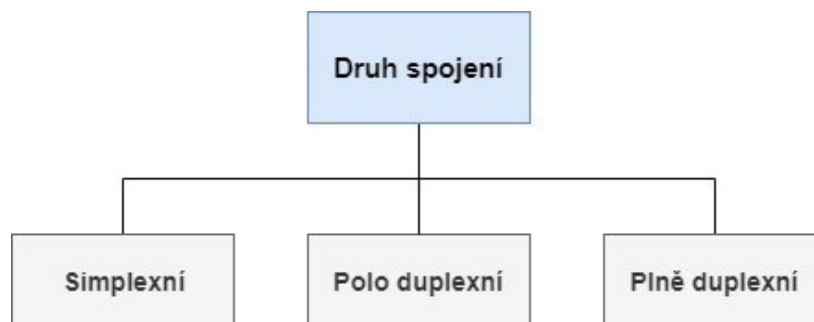 Druh spojení
Simplexní
Polo duplexní
Plně duplexní